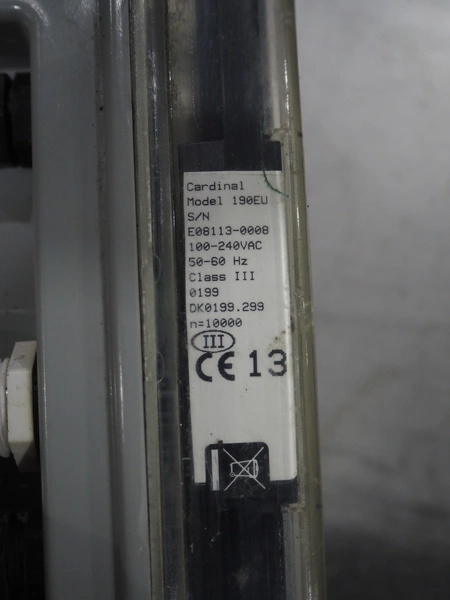 Cardinal
Model 190EU
S/N
E08113-0008
100-240VAC
50-60 Hz
Class III
0199
DK0199.299
n=10000
III
CE 13